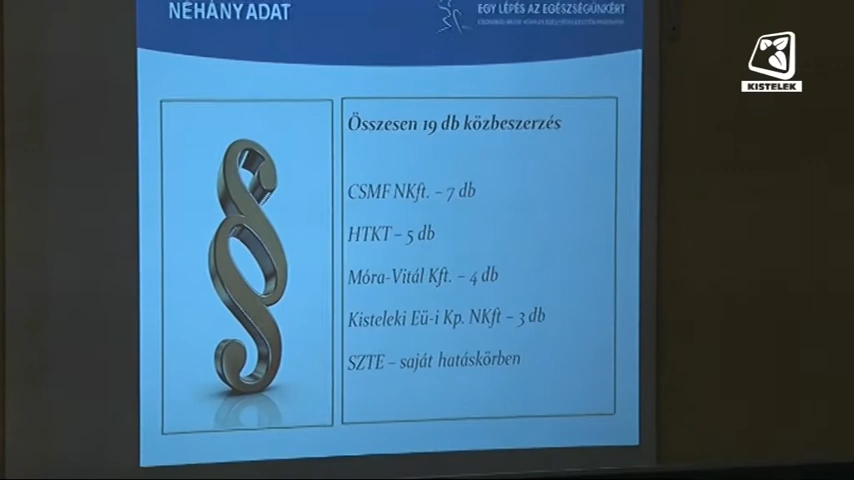 NÉHÁNY ADAT
EGY LÉPÉS AZ EGÉSZSÉGÜNKÉRT
KISTELEK
Összesen 19 db közbeszerzés
CSMF NKft. – 7 db
HTKT – 5 db
Móra-Vitál Kft. – 4 db
Kisteleki Eü-i Kp. NKft – 3 db
SZTE – saját hatáskörben